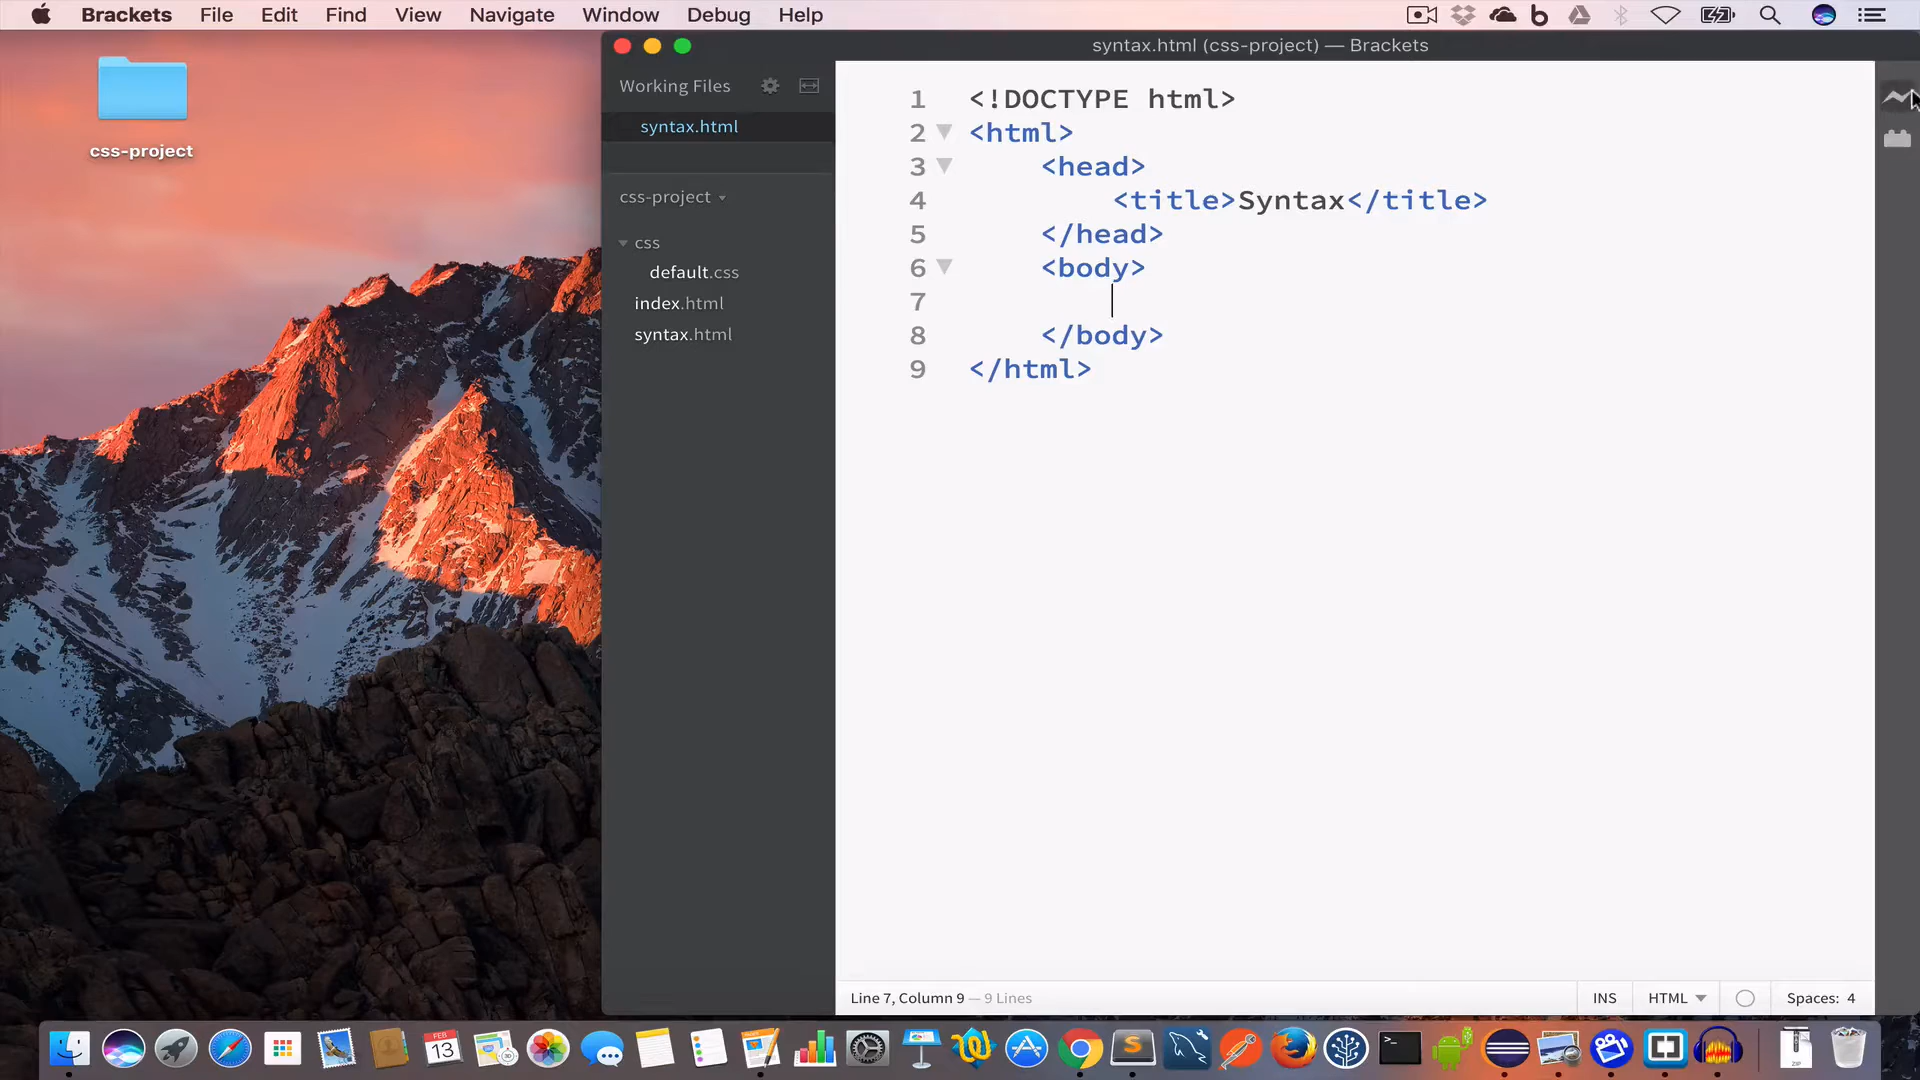 Brackets File Edit Find View Navigate Window Debug Help
css-project
syntax.html (css-project) — Brackets
Working Files
syntax.html
css-project
css
default.css
index.html
syntax.html
1 <!DOCTYPE html>
2 <html>
3 <head>
4 <title>Syntax</title>
5 </head>
6 <body>
7
8 </body>
9 </html>
Line 7, Column 9 — 9 Lines
INS HTML Spaces: 4
FEB
13
ZIP